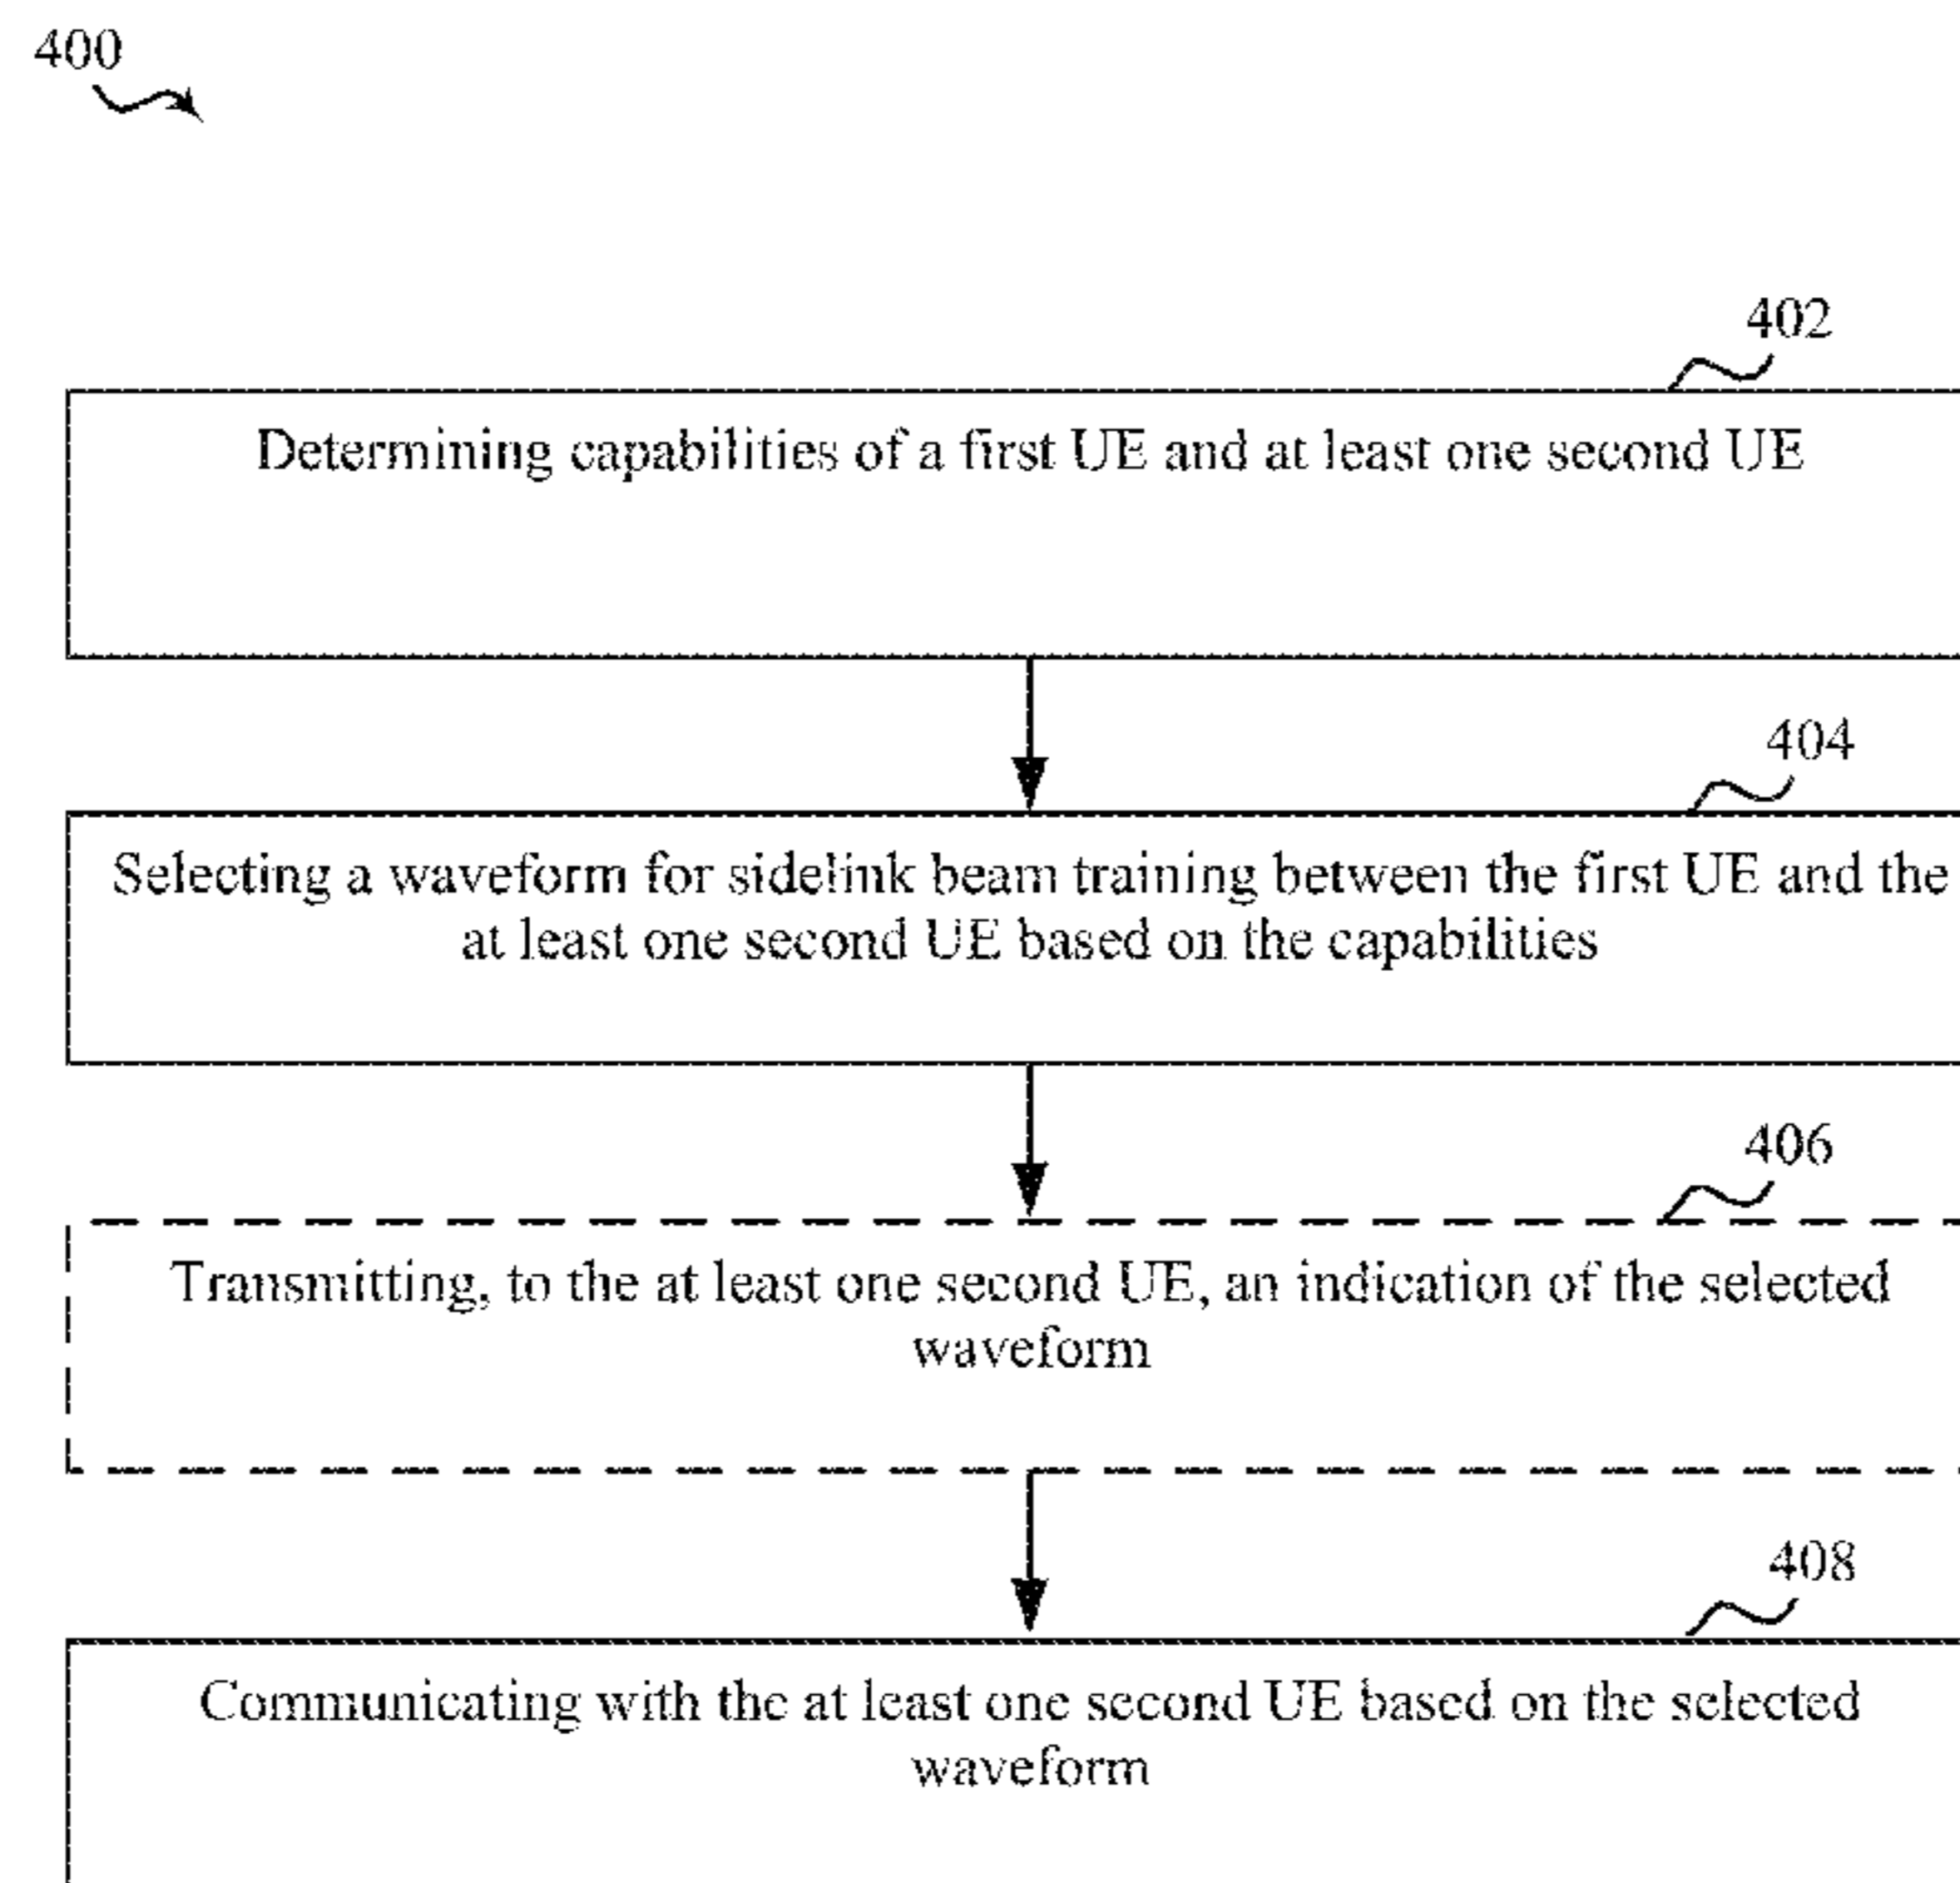 400
402
Determining capabilities of a first UE and at least one second UE
404
Selecting a waveform for sidelink beam training between the first UE and the
at least one second UE based on the capabilities
406
Transmitting, to the at least one second UE, an indication of the selected
waveform
408
Communicating with the at least one second UE based on the selected
waveform